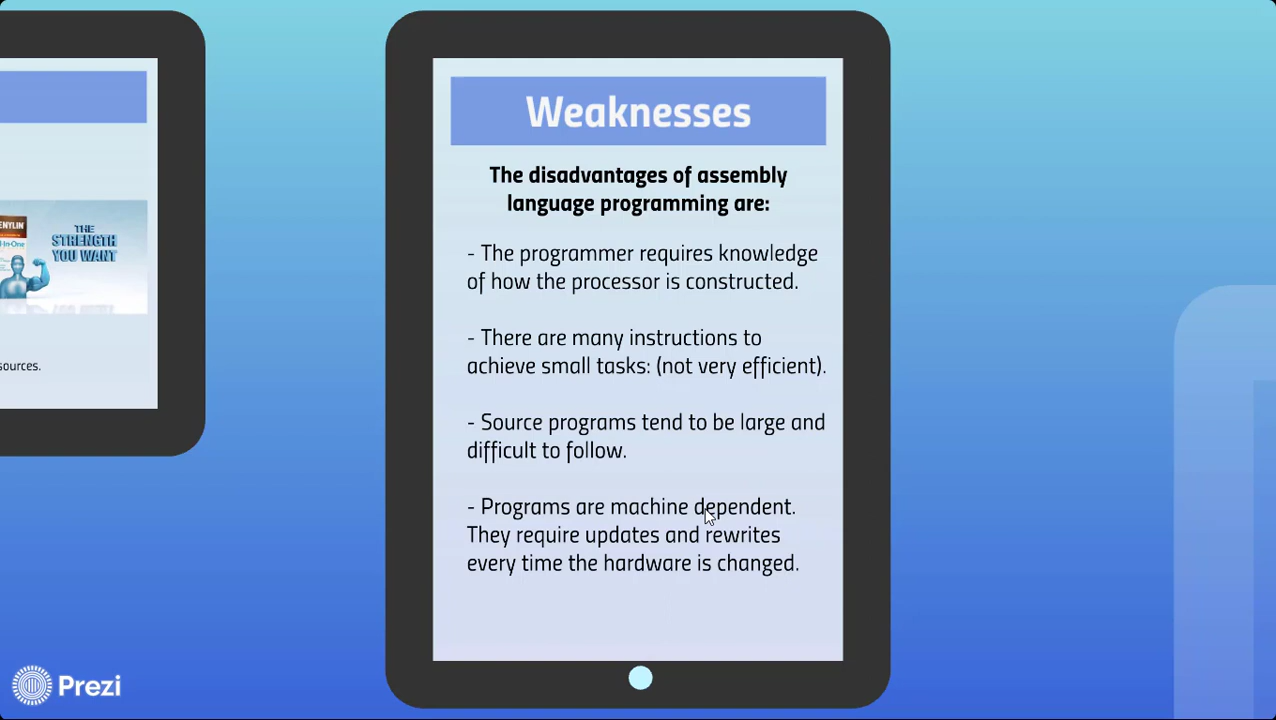 THE
STRENGTH
YOU WANT
sources.
Weaknesses
The disadvantages of assembly
language programming are:
- The programmer requires knowledge
of how the processor is constructed.
- There are many instructions to
achieve small tasks: (not very efficient).
- Source programs tend to be large and
difficult to follow.
- Programs are machine dependent.
They require updates and rewrites
every time the hardware is changed.
Prezi